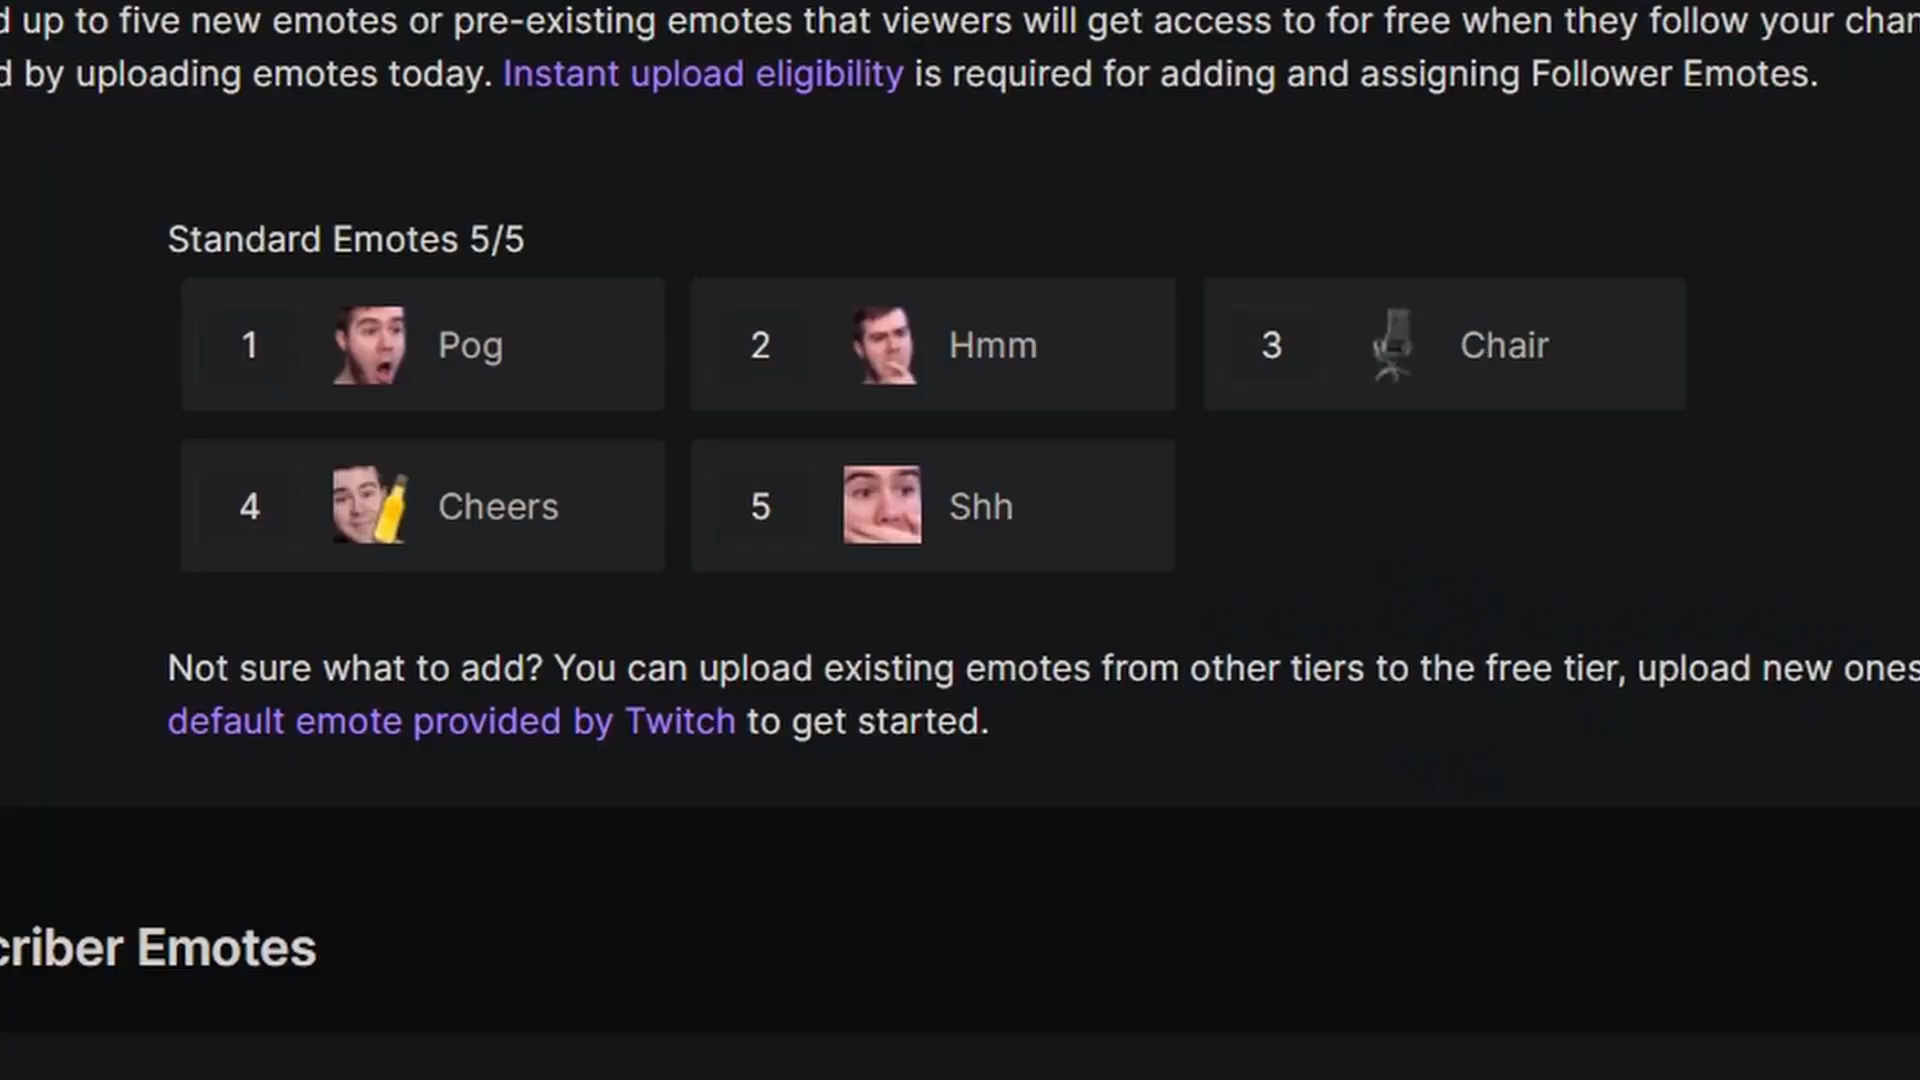 up to five new emotes or pre-existing emotes that viewers will get access to for free when they follow your
by uploading emotes today. Instant upload eligibility is required for adding and assigning Follower Emotes.
Standard Emotes 5/5
1 Pog 2 Hmm 3 Chair
4 Cheers 5 Shh
Not sure what to add? You can upload existing emotes from other tiers to the free tier, upload new ones
default emote provided by Twitch to get started.
Emotes